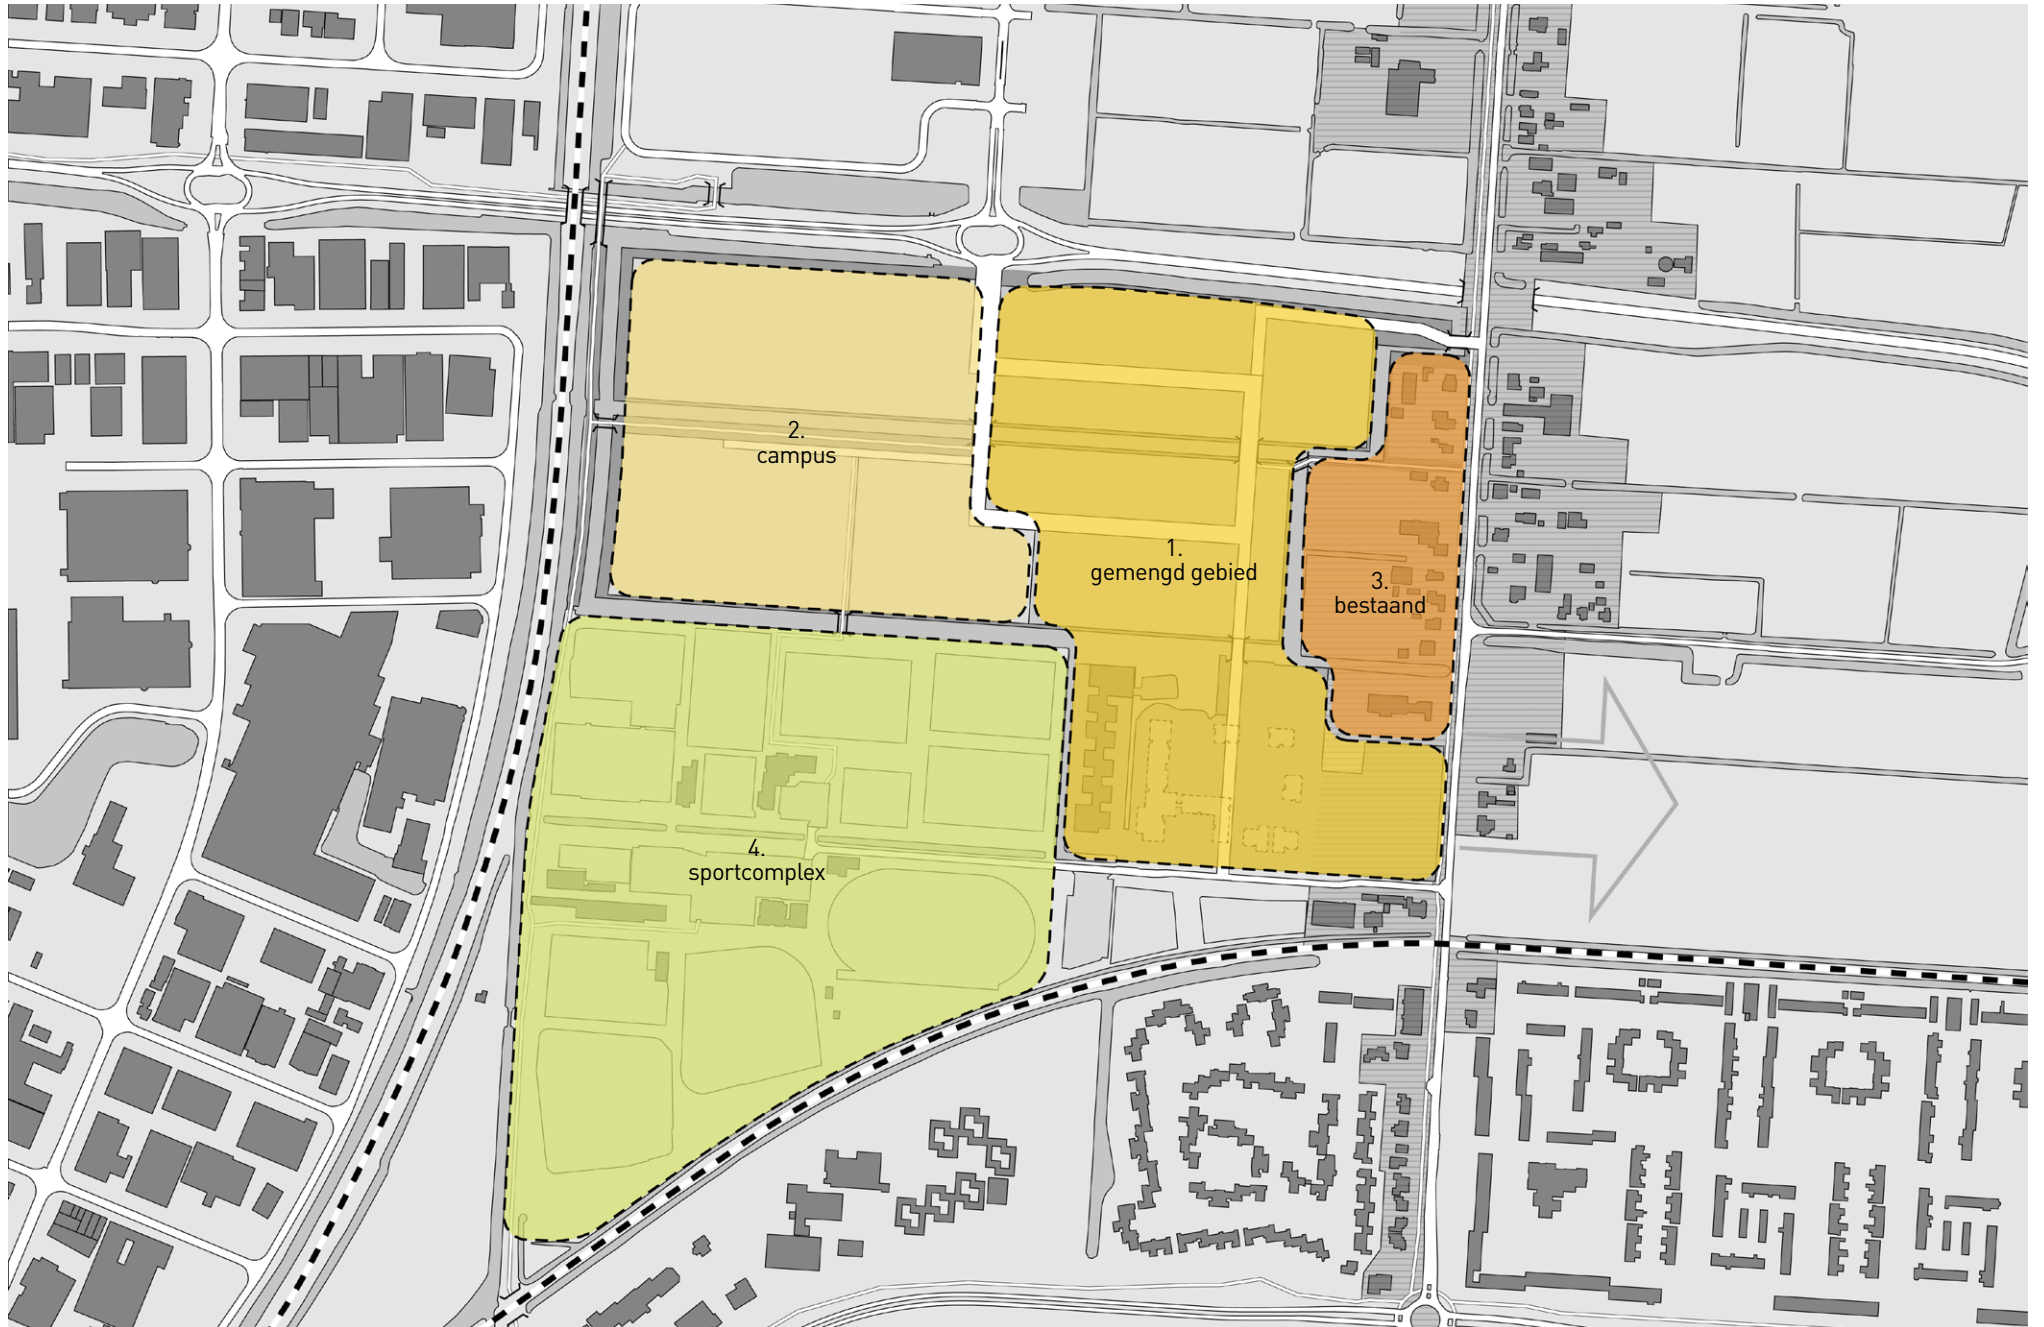 2.
campus
1.
gemengd gebied
3.
bestaand
4.
sportcomplex